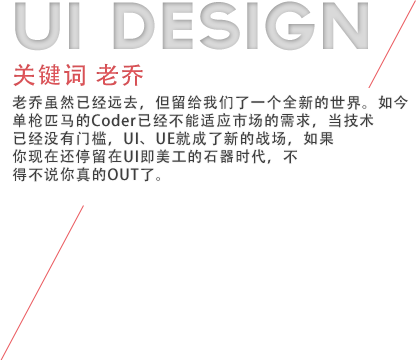 UI DESIGN
关键词 老乔
老乔虽然已经远去，但留给我们了一个全新的世界。如今
单枪匹马的Coder已经不能适应市场的需求，当技术
已经没有门槛，UI、UE就成了新的战场，如果
你现在还停留在UI即美工的石器时代，不
得不说你真的OUT了。